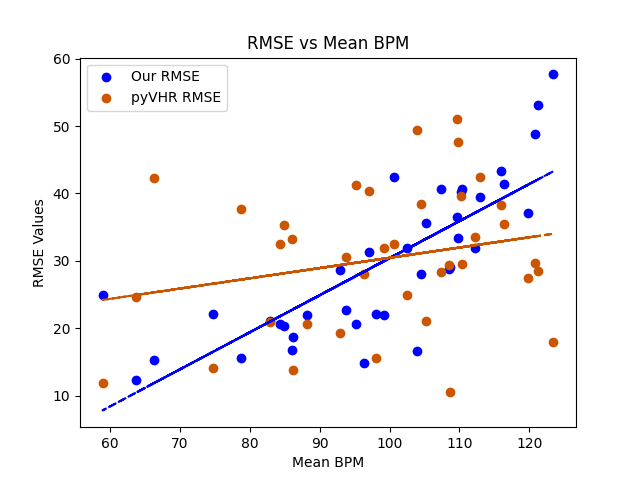 RMSE vs Mean BPM
Our RMSE
pyVHR RMSE
60
50
40
30
20
10
RMSE Values
60 70 80 90 100 110 120
Mean BPM